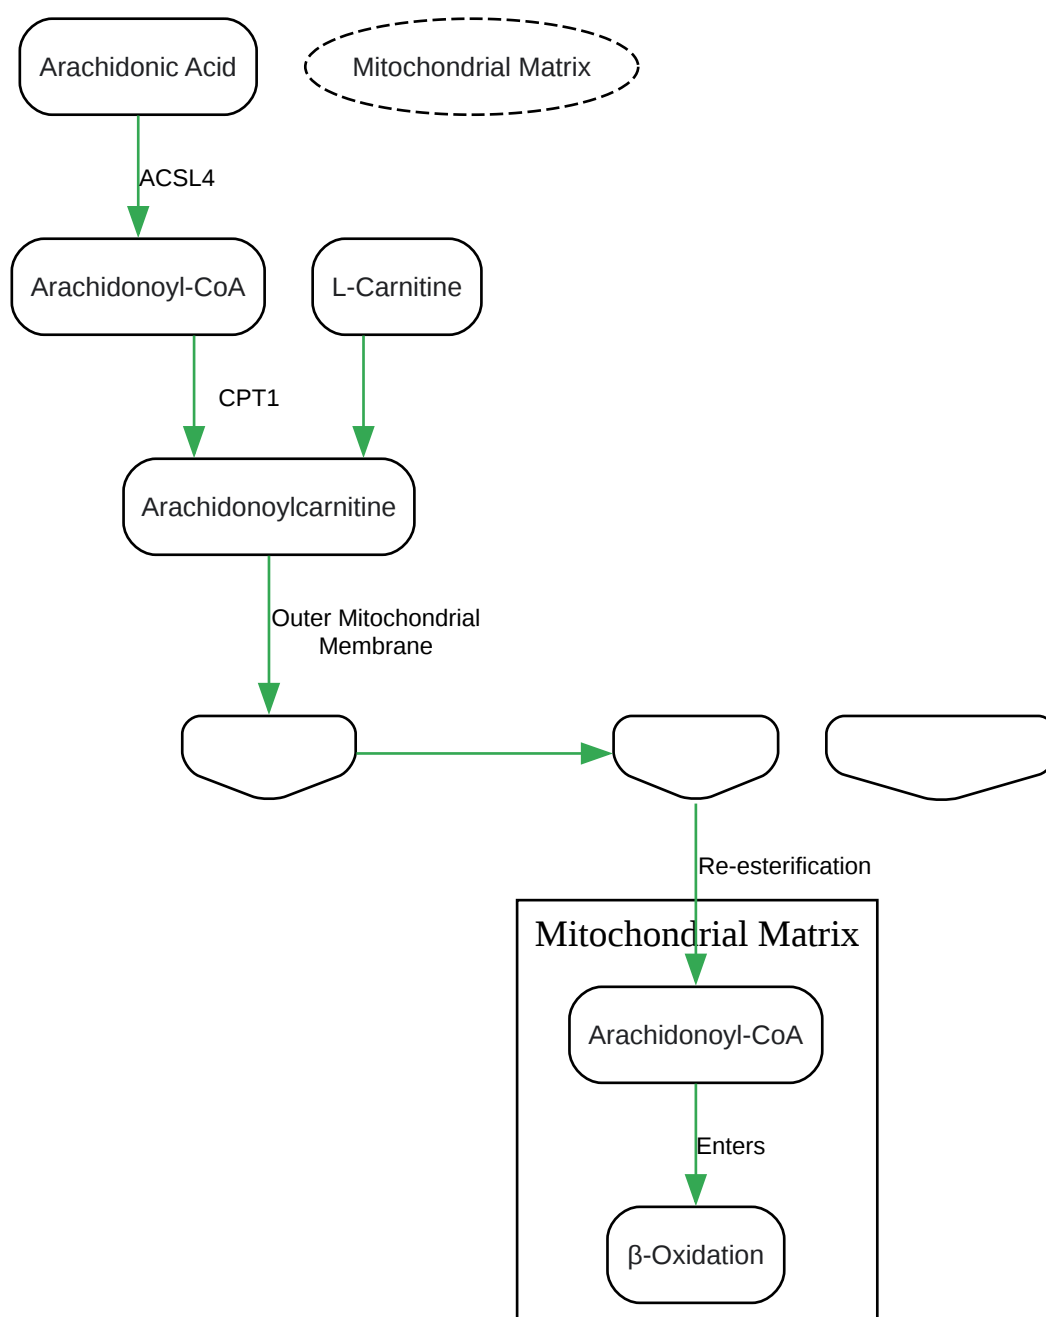 Arachidonic Acid
Mitochondrial Matrix
ACSL4
Arachidonoyl-CoA
L-Carnitine
CPT1
Arachidonoylcarnitine
Outer Mitochondrial
Membrane
Re-esterification
Mitochondrial Matrix
Arachidonoyl-CoA
Enters
β-Oxidation